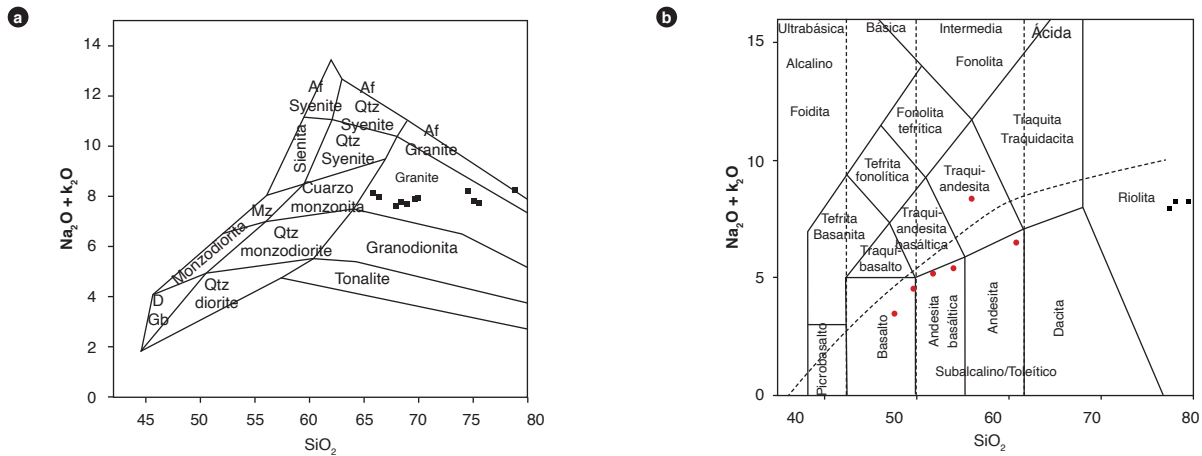 a
14
12
10
8
6
4
2
0
Na2O + k2O
45 50 55 60 65 70 75 80
SiO2
Af
Syenite
Af
Qtz
Syenite
Af
Granite
Sienita
Qtz
Syenite
Granite
Cuarzo
monzonita
Mz
Monzodiorita
Qtz
monzodiorite
Granodionita
Tonalite
Qtz
diorite
D
Gb
b
15
10
5
0
Na2O + k2O
40 50 60 70 80
SiO2
Ultrabásica
Básica
Intermedia
Ácida
Alcalino
Fonolita
Foidita
Fonolita
tefrítica
Traquita
Traquidacita
Tefrita
fonolítica
Traqui-
andesita
Riolita
Tefrita
Basanita
Traqui-
andesita
basáltica
Traqui-
basalto
Picrobasalto
Basalto
Andesita
basáltica
Andesita
Dacita
Subalcalino/Toleítico